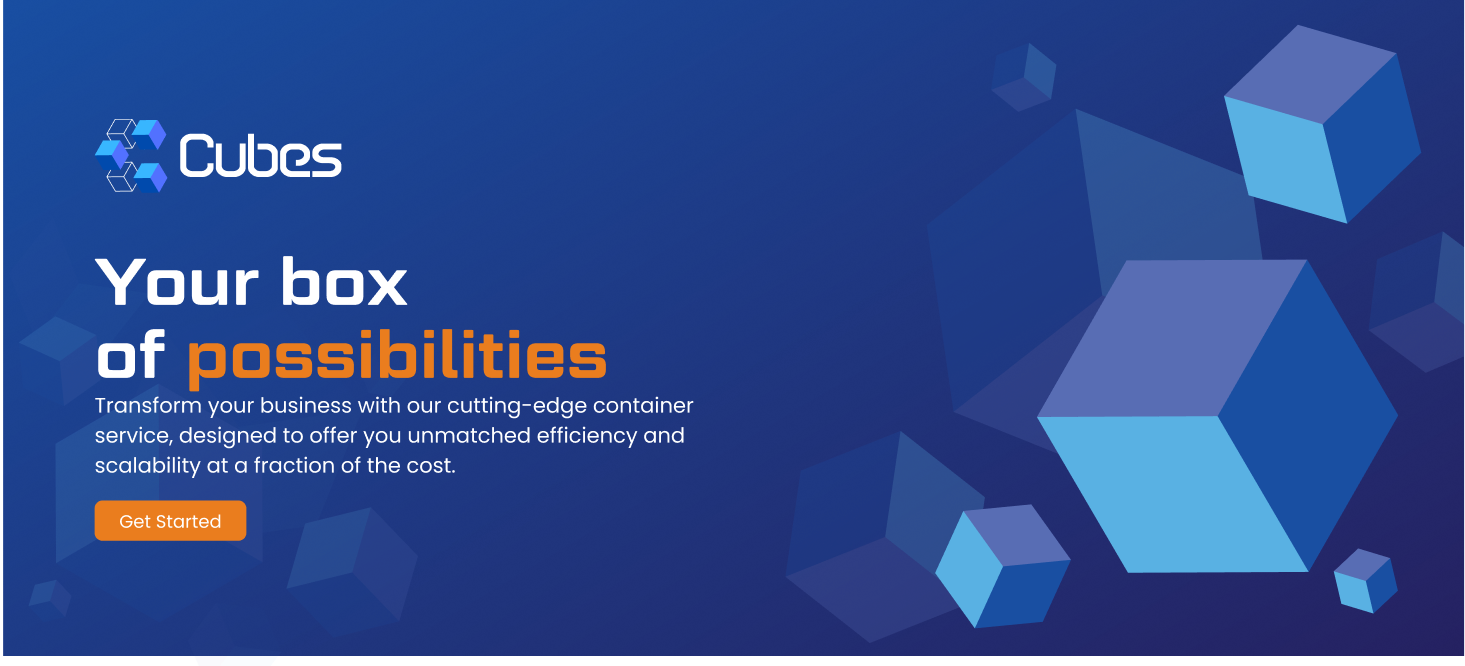 Cubes
Your box
of possibilities
Transform your business with our cutting-edge container
service, designed to offer you unmatched efficiency and
scalability at a fraction of the cost.
Get Started